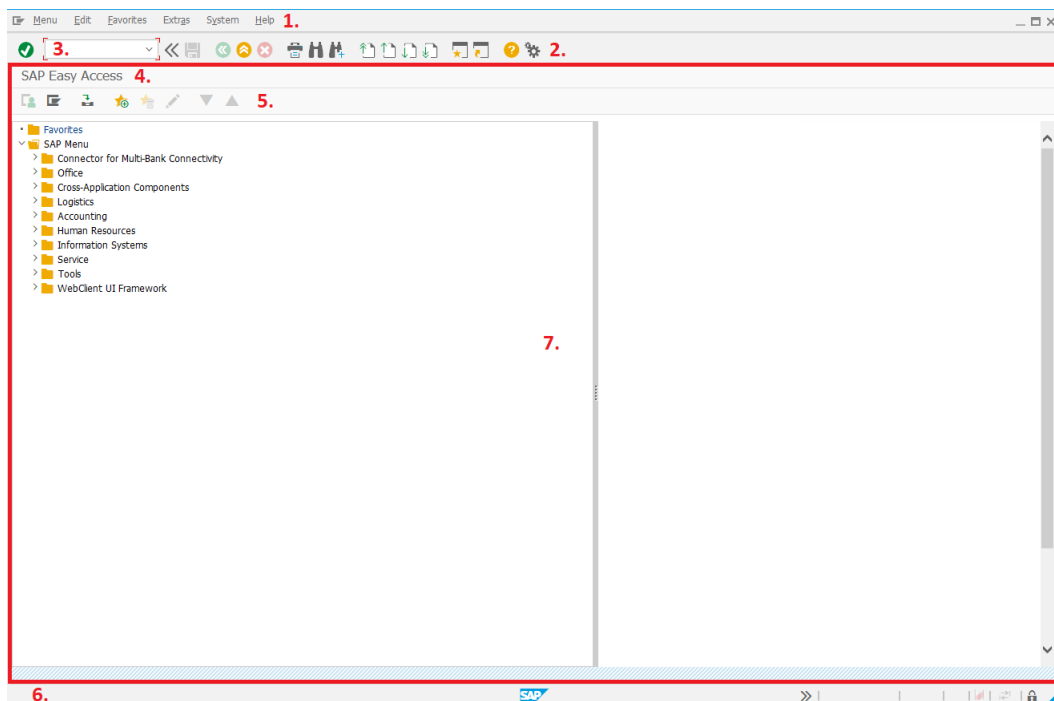 Menu Edit Favorites Extras System Help 1.
3. 2.
SAP Easy Access 4.
5.
Favorites
SAP Menu
Connector for Multi-Bank Connectivity
Office
Cross-Application Components
Logistics
Accounting
Human Resources
Information Systems
Service
Tools
WebClient UI Framework
7.
6. SAP